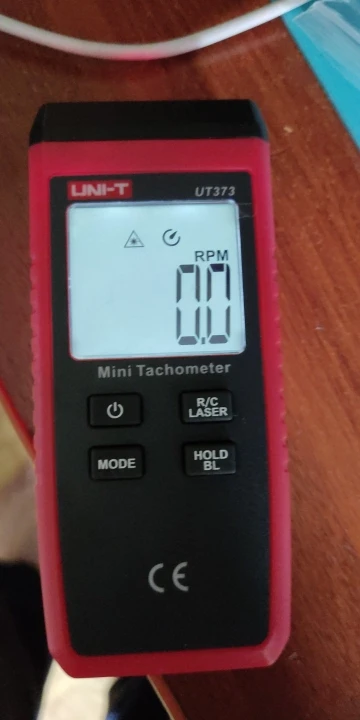 UNI-T
UT373
RPM
0.0
Mini Tachometer
R/C
LASER
MODE
HOLD
BL
CE